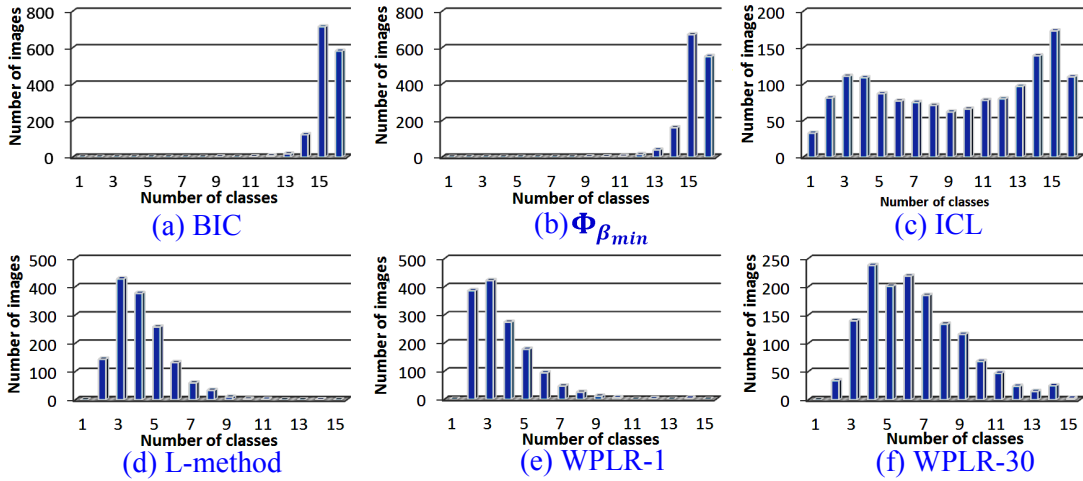 Number of images
800
600
400
200
0
1 3 5 7 9 11 13 15
Number of classes
(a) BIC
Number of images
800
600
400
200
0
1 3 5 7 9 11 13 15
Number of classes
(b) Φβmin
Number of images
200
150
100
50
0
1 3 5 7 9 11 13 15
Number of classes
(c) ICL
Number of images
500
400
300
200
100
0
1 3 5 7 9 11 13 15
Number of classes
(d) L-method
Number of images
500
400
300
200
100
0
1 3 5 7 9 11 13 15
Number of classes
(e) WPLR-1
Number of images
250
200
150
100
50
0
1 3 5 7 9 11 13 15
Number of classes
(f) WPLR-30